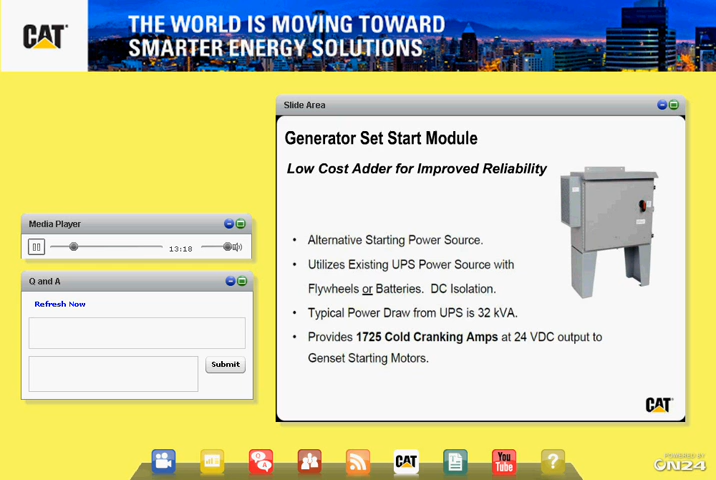 CAT
THE WORLD IS MOVING TOWARD
SMARTER ENERGY SOLUTIONS
Slide Area
Generator Set Start Module
Low Cost Adder for Improved Reliability
• Alternative Starting Power Source.
• Utilizes Existing UPS Power Source with
Flywheels or Batteries. DC Isolation.
• Typical Power Draw from UPS is 32 kVA.
• Provides 1725 Cold Cranking Amps at 24 VDC output to
Genset Starting Motors.
CAT
Media Player
13:18
Q and A
Refresh Now
Submit
Q
A
CAT
You
Tube
?
POWERED BY
ON24